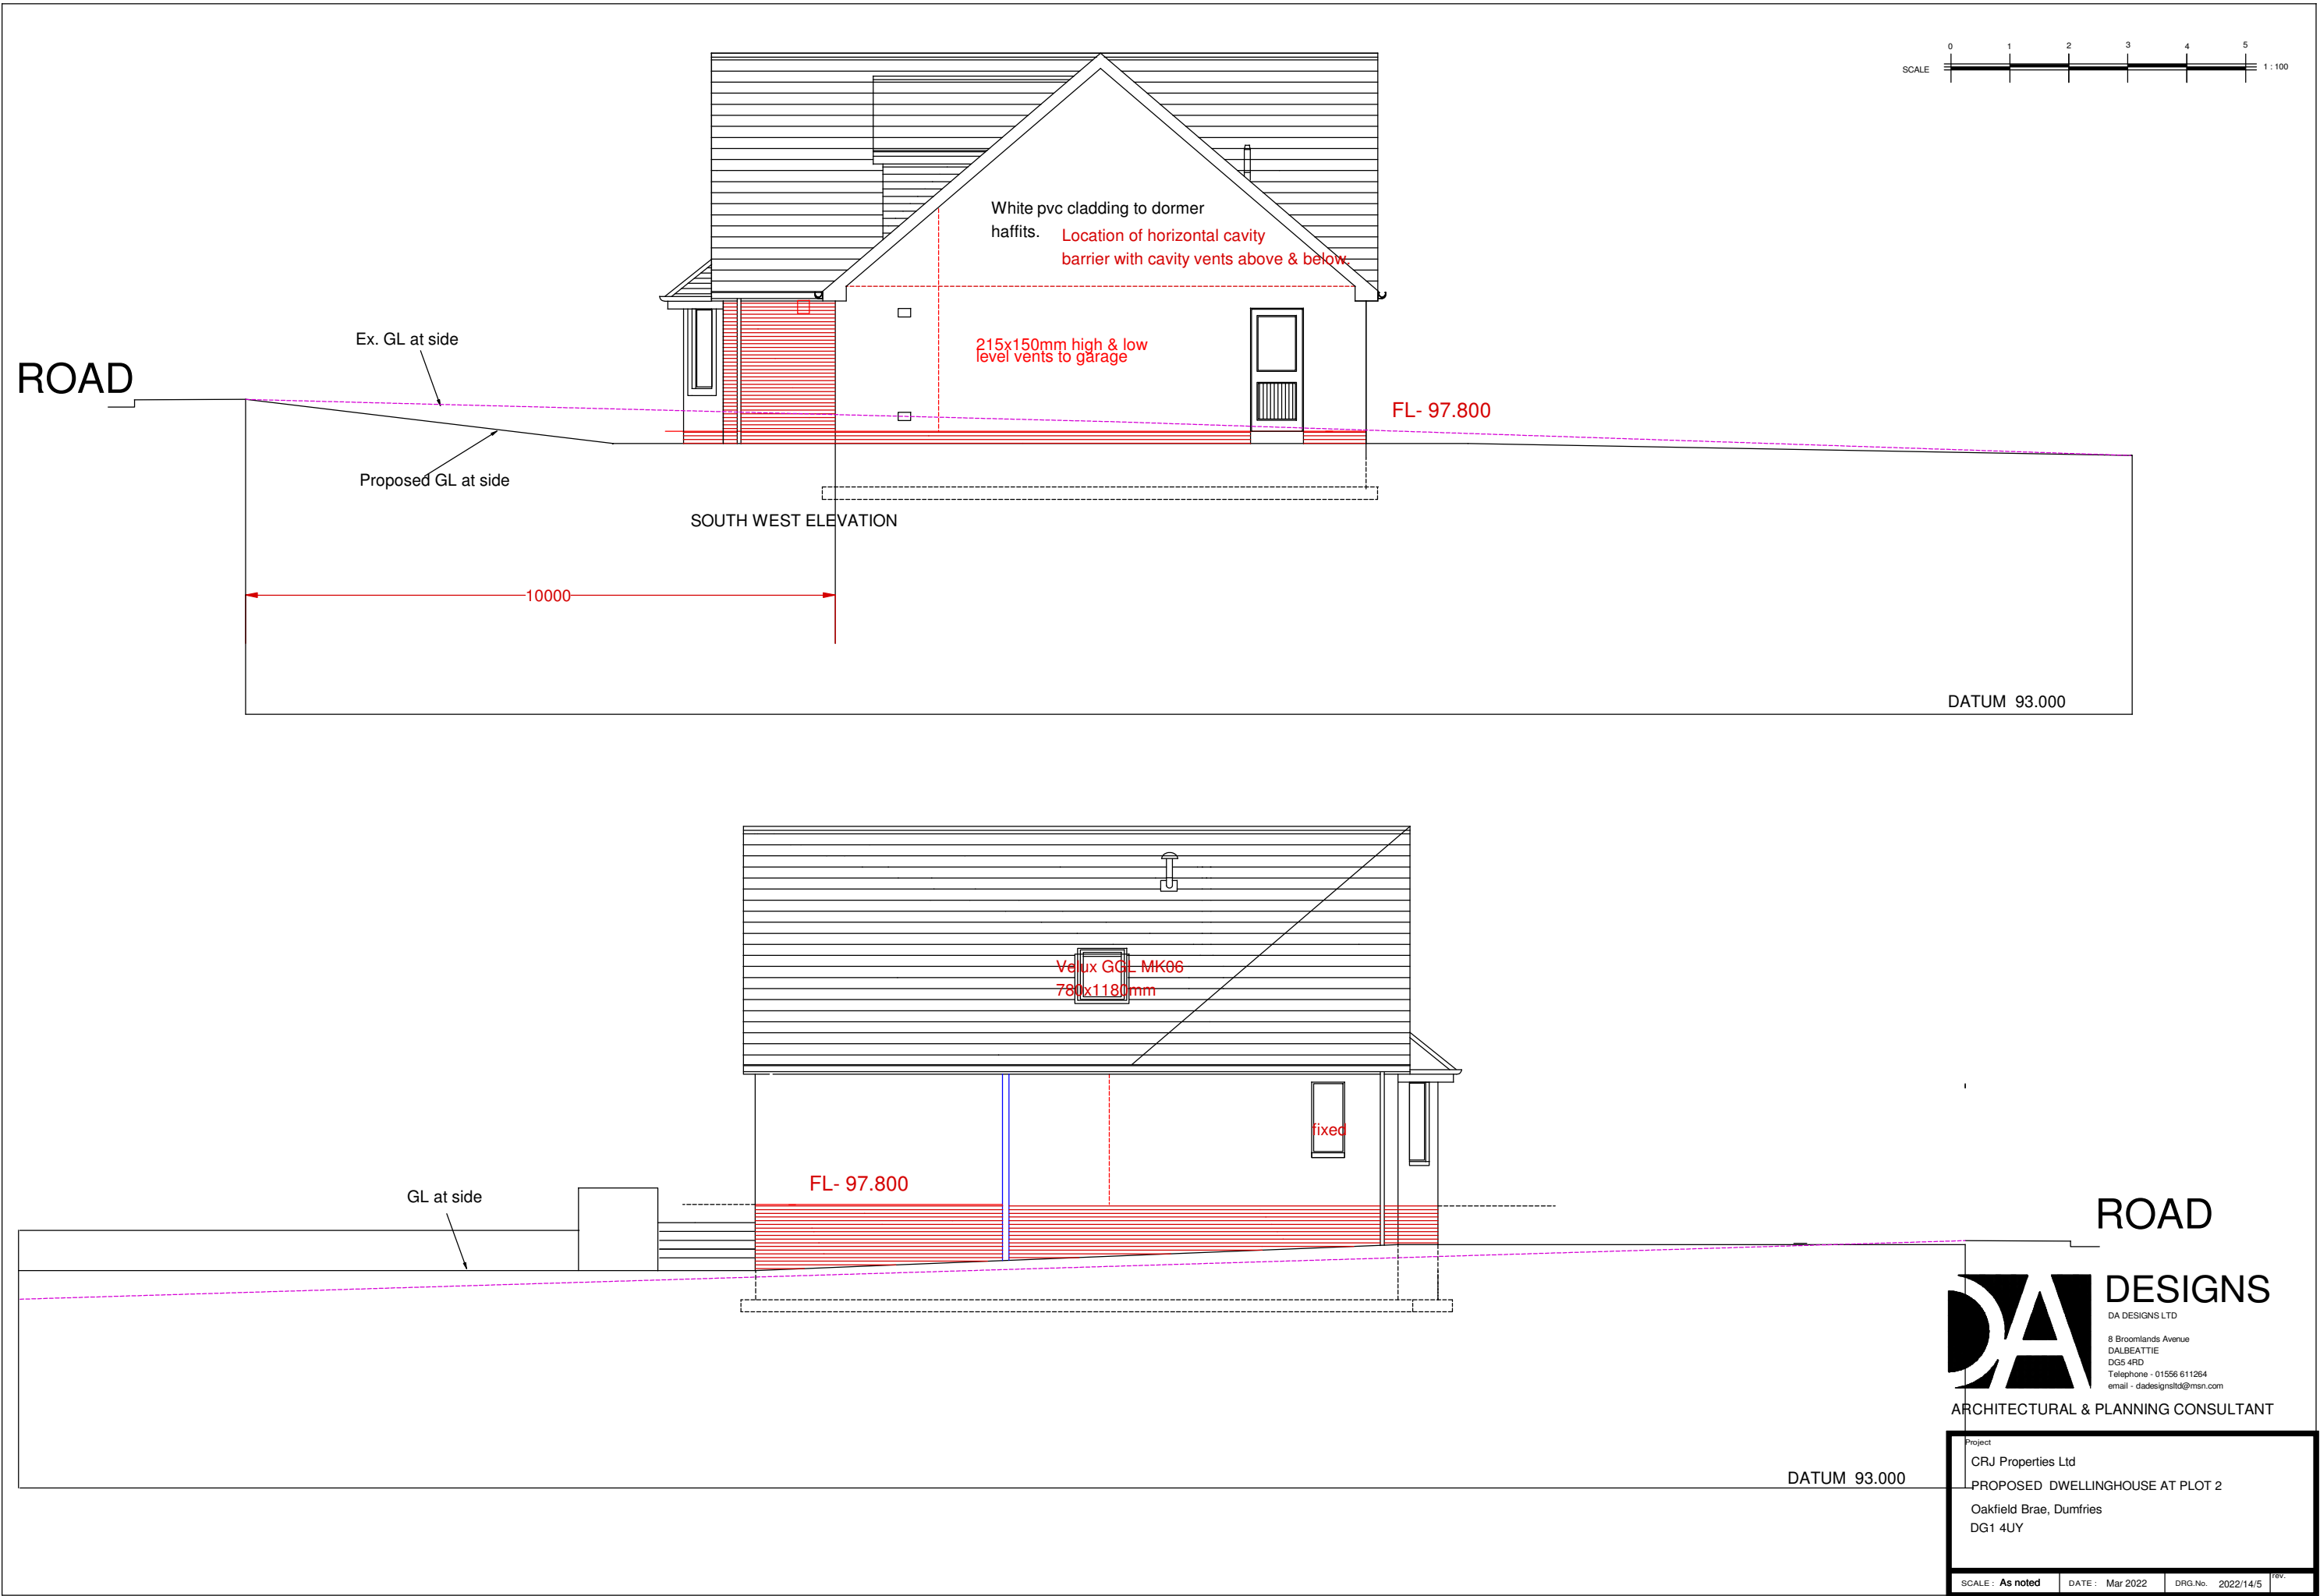 0 1 2 3 4 5
SCALE
1 : 100
White pvc cladding to dormer
haffits.
Location of horizontal cavity
barrier with cavity vents above & below.
Ex. GL at side
215x150mm high & low
level vents to garage
ROAD
FL- 97.800
Proposed GL at side
SOUTH WEST ELEVATION
10000
DATUM 93.000
Velux GGL MK06
780x1180mm
fixed
FL- 97.800
GL at side
ROAD
DA
DESIGNS
DA DESIGNS LTD
8 Broomlands Avenue
DALBEATTIE
DG5 4RD
Telephone - 01556 611264
email - dadesignsltd@msn.com
ARCHITECTURAL & PLANNING CONSULTANT
DATUM 93.000
Project
CRJ Properties Ltd
PROPOSED DWELLINGHOUSE AT PLOT 2
Oakfield Brae, Dumfries
DG1 4UY
SCALE : As noted
DATE : Mar 2022
DRG.No. 2022/14/5
rev.